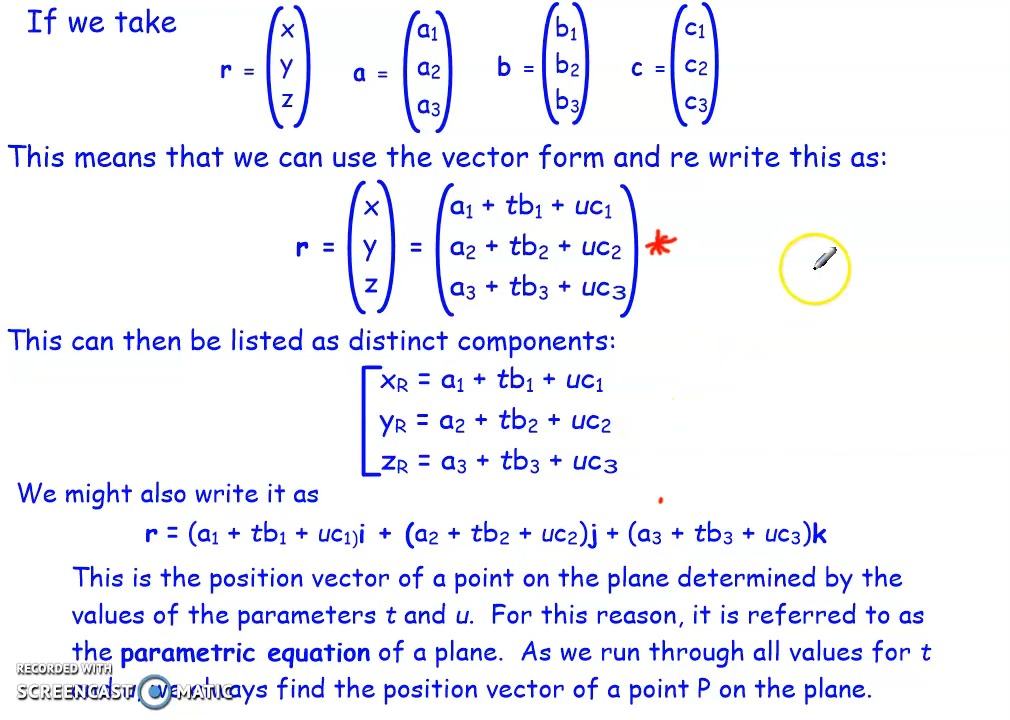 If we take
r = (x y z) a = (a₁ a₂ a₃) b = (b₁ b₂ b₃) c = (c₁ c₂ c₃)
This means that we can use the vector form and re write this as:
r = (x y z) = (a₁ + tb₁ + uc₁
a₂ + tb₂ + uc₂
a₃ + tb₃ + uc₃) *
This can then be listed as distinct components:
[x_R = a₁ + tb₁ + uc₁
y_R = a₂ + tb₂ + uc₂
z_R = a₃ + tb₃ + uc₃
We might also write it as
r = (a₁ + tb₁ + uc₁)i + (a₂ + tb₂ + uc₂)j + (a₃ + tb₃ + uc₃)k
This is the position vector of a point on the plane determined by the
values of the parameters t and u. For this reason, it is referred to as
the parametric equation of a plane. As we run through all values for t
find the position vector of a point P on the plane.
RECORDED WITH
SCREENCAST MATIC